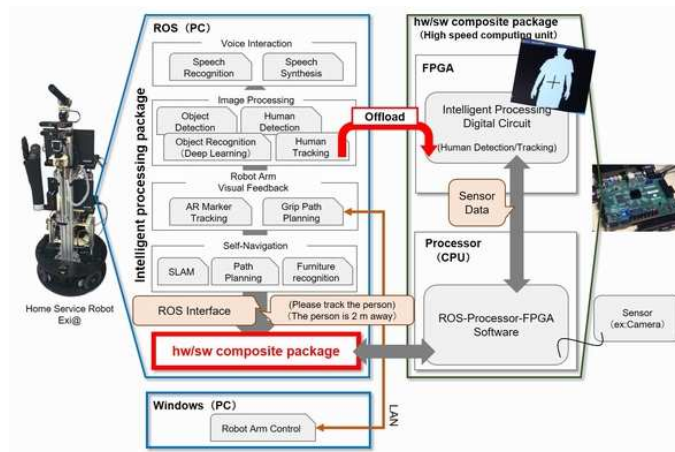 ROS（PC）
Voice Interaction
Speech
Recognition
Speech
Synthesis
Image Processing
Object
Detection
Human
Detection
Object Recognition
（Deep Learning）
Human
Tracking
Robot Arm
Visual Feedback
AR Marker
Tracking
Grip Path
Planning
Self-Navigation
SLAM
Path
Planning
Furniture
recognition
Intelligent processing package
Home Service Robot
Exi@
ROS Interface
(Please track the person)
(The person is 2 m away）
hw/sw composite package
Windows（PC）
Robot Arm Control
LAN
Offload
hw/sw composite package
(High speed computing unit)
FPGA
Intelligent Processing
Digital Circuit
(Human Detection/Tracking)
Sensor
Data
Processor
（CPU）
ROS-Processor-FPGA
Software
Sensor
（ex:Camera）